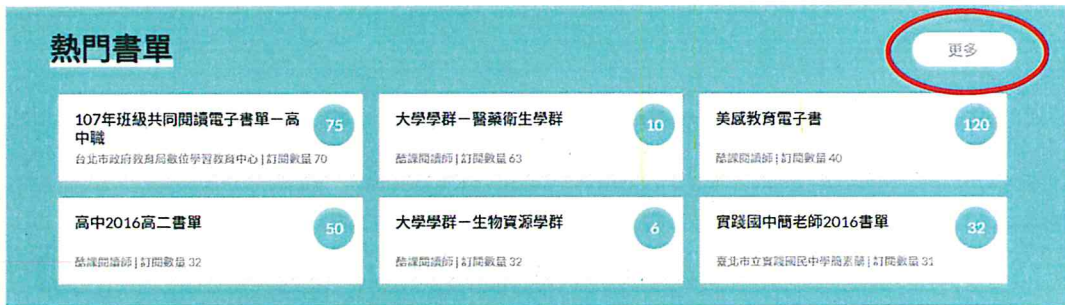 熱門書單
更多
107年班級共同閱讀電子書單－高
中職
75
台北市政府教育局數位學習教育中心 | 訂閱數量 70
大學學群－醫藥衛生學群
10
酷課閱讀師 | 訂閱數量 63
美感教育電子書
120
酷課閱讀師 | 訂閱數量 40
高中2016高二書單
50
酷課閱讀師 | 訂閱數量 32
大學學群－生物資源學群
6
酷課閱讀師 | 訂閱數量 32
實踐國中簡老師2016書單
32
臺北市立實踐國民中學簡素蘭 | 訂閱數量 31